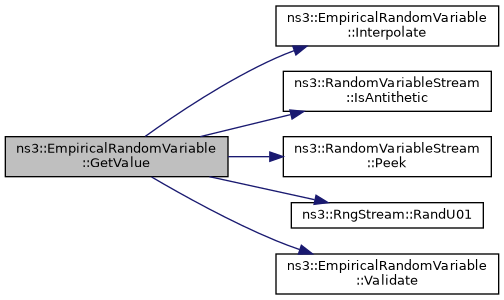 ns3::EmpiricalRandomVariable
::Interpolate
ns3::RandomVariableStream
::IsAntithetic
ns3::EmpiricalRandomVariable
::GetValue
ns3::RandomVariableStream
::Peek
ns3::RngStream::RandU01
ns3::EmpiricalRandomVariable
::Validate